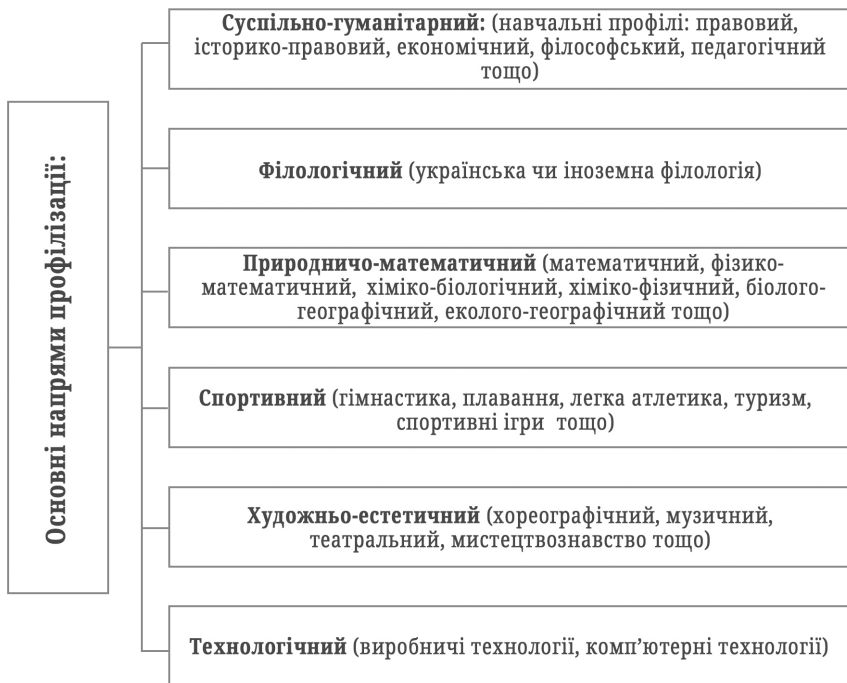 Основні напрями профілізації:
Суспільно-гуманітарний: (навчальні профілі: правовий,
історико-правовий, економічний, філософський, педагогічний
тощо)
Філологічний (українська чи іноземна філологія)
Природничо-математичний (математичний, фізико-
математичний,  хіміко-біологічний, хіміко-фізичний, біолого-
географічний, еколого-географічний тощо)
Спортивний (гімнастика, плавання, легка атлетика, туризм,
спортивні ігри  тощо)
Художньо-естетичний (хореографічний, музичний,
театральний, мистецтвознавство тощо)
Технологічний (виробничі технології, комп’ютерні технології)